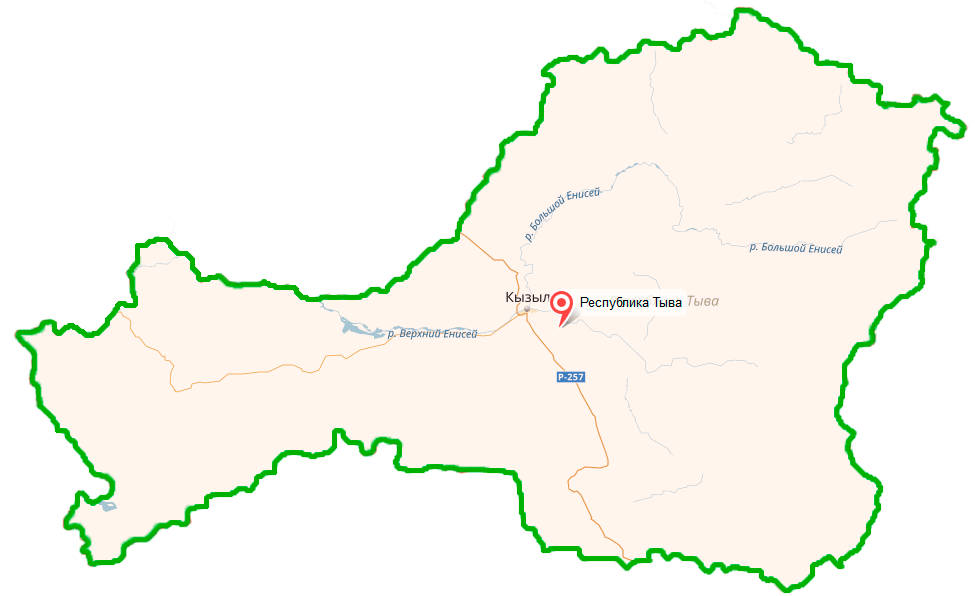 р. Большой Енисей
р. Большой Енисей
Кызыл
Республика Тыва
Тыва
р. Верхний Енисей
Р-257